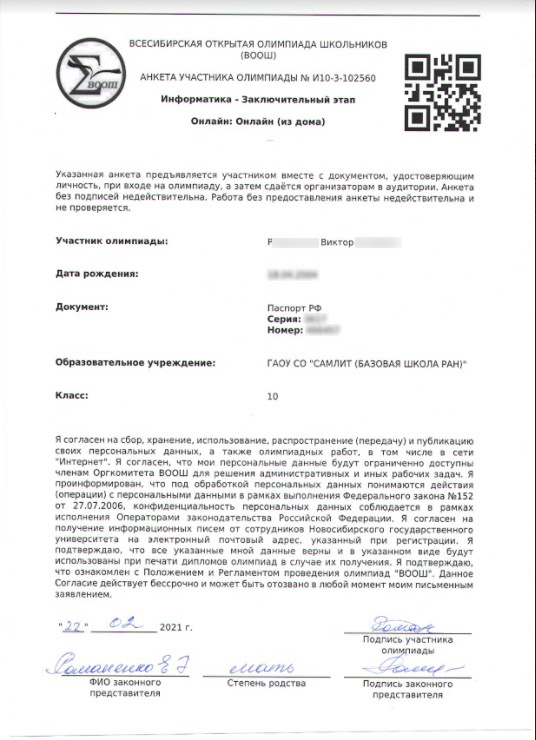 ВСЕСИБИРСКАЯ ОТКРЫТАЯ ОЛИМПИАДА ШКОЛЬНИКОВ
(ВООШ)
ВООШ
АНКЕТА УЧАСТНИКА ОЛИМПИАДЫ № И10-3-102560
Информатика - Заключительный этап
Онлайн: Онлайн (из дома)
Указанная анкета предъявляется участником вместе с документом, удостоверяющим
личность, при входе на олимпиаду, а затем сдаётся организаторам в аудитории. Анкета
без подписей недействительна. Работа без предоставления анкеты недействительна и
не проверяется.
Участник олимпиады: Р Виктор
Дата рождения:
Документ: Паспорт РФ
Серия:
Номер:
Образовательное учреждение: ГАОУ СО "САМЛИТ (БАЗОВАЯ ШКОЛА РАН)"
Класс: 10
Я согласен на сбор, хранение, использование, распространение (передачу) и публикацию
своих персональных данных, а также олимпиадных работ, в том числе в сети
"Интернет". Я согласен, что мои персональные данные будут ограниченно доступны
членам Оргкомитета ВООШ для решения административных и иных рабочих задач. Я
проинформирован, что под обработкой персональных данных понимаются действия
(операции) с персональными данными в рамках выполнения Федерального закона №152
от 27.07.2006, конфиденциальность персональных данных соблюдается в рамках
исполнения Операторами законодательства Российской Федерации. Я согласен на
получение информационных писем от сотрудников Новосибирского государственного
университета на электронный почтовый адрес, указанный при регистрации. Я
подтверждаю, что все указанные мной данные верны и в указанном виде будут
использованы при печати дипломов олимпиад в случае их получения. Я подтверждаю,
что ознакомлен с Положением и Регламентом проведения олимпиад "ВООШ". Данное
Согласие действует бессрочно и может быть отозвано в любой момент моим письменным
заявлением.
"22" 02 2021 г.
Подпись участника
олимпиады
Романенко Е мать
ФИО законного Степень родства Подпись законного
представителя представителя